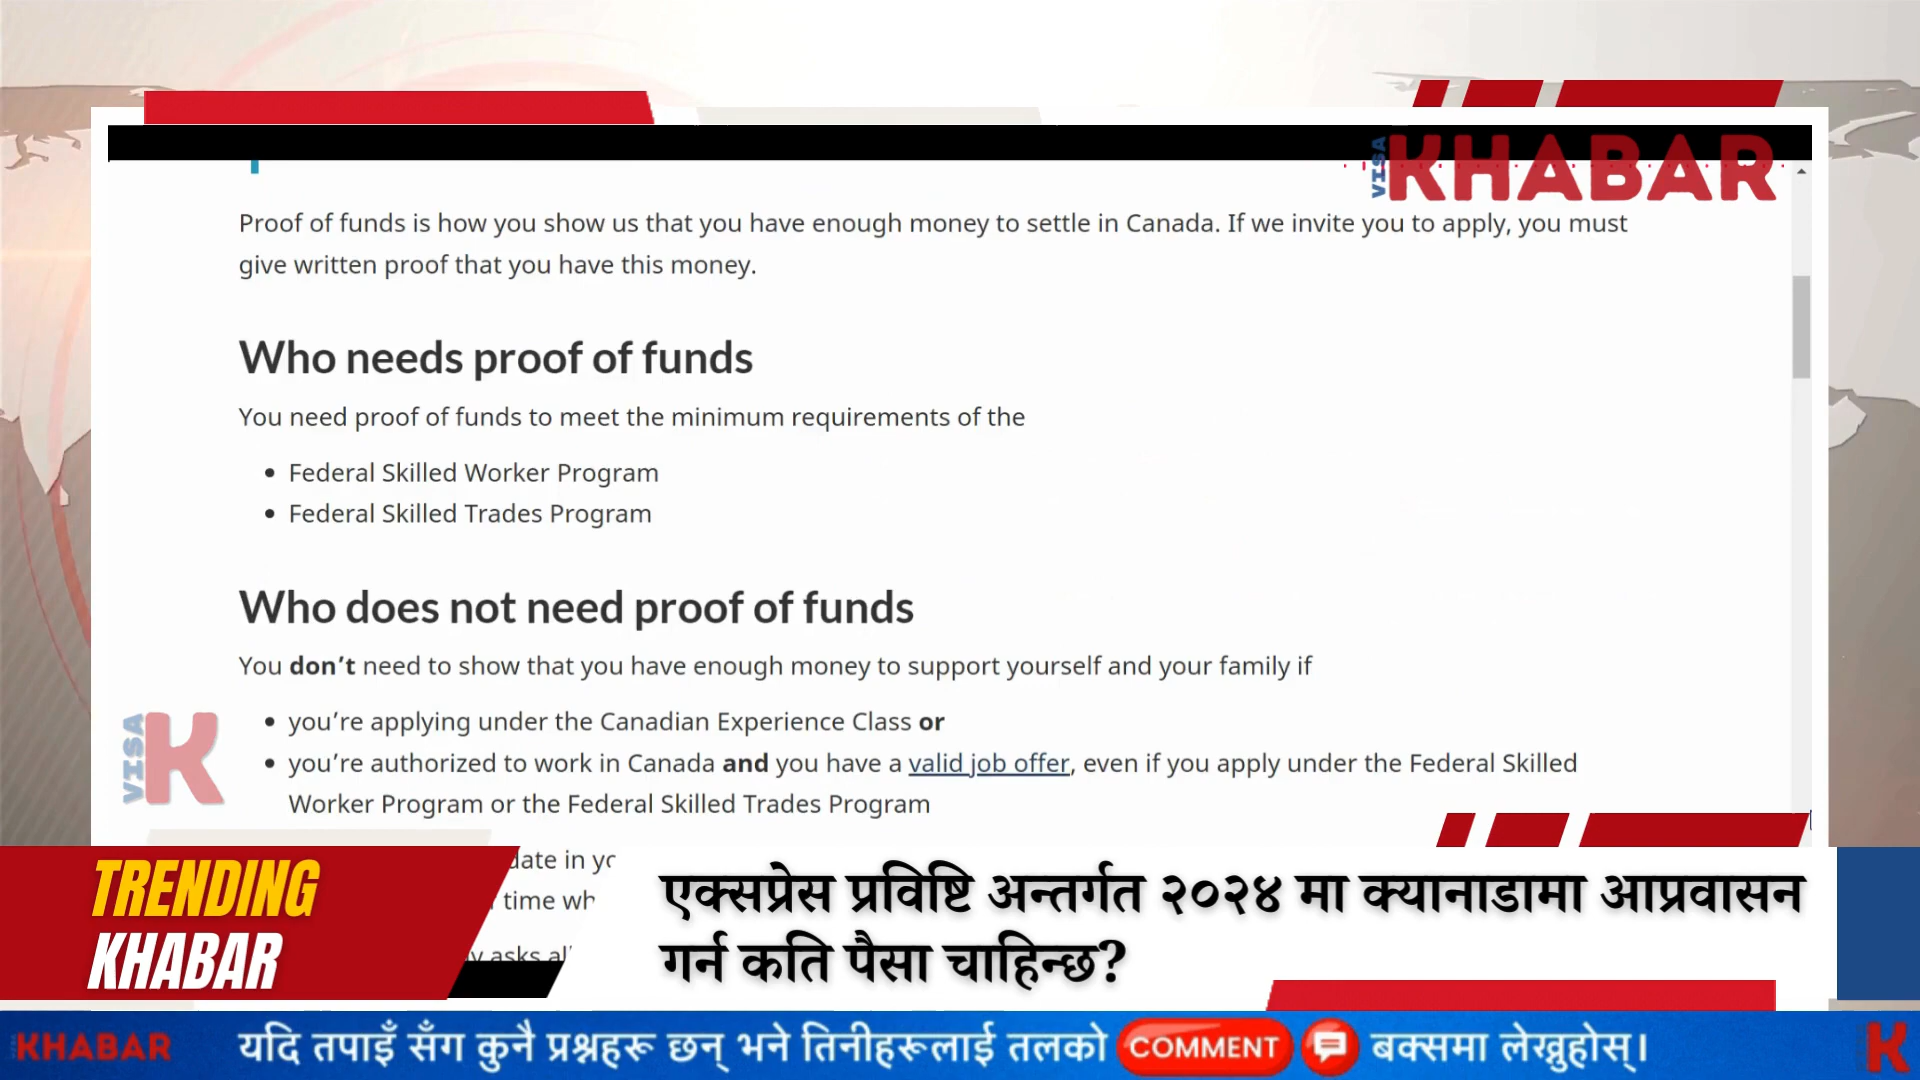 VISA KHABAR
Proof of funds is how you show us that you have enough money to settle in Canada. If we invite you to apply, you must
give written proof that you have this money.
Who needs proof of funds
You need proof of funds to meet the minimum requirements of the
• Federal Skilled Worker Program
• Federal Skilled Trades Program
Who does not need proof of funds
You don’t need to show that you have enough money to support yourself and your family if
• you’re applying under the Canadian Experience Class or
• you’re authorized to work in Canada and you have a valid job offer, even if you apply under the Federal Skilled
Worker Program or the Federal Skilled Trades Program
VISA K
date in
time
asks
TRENDING
KHABAR
एक्सप्रेस प्रविष्टि अन्तर्गत २०२४ मा क्यानाडामा आप्रवासन
गर्न कति पैसा चाहिन्छ?
KHABAR यदि तपाइँ सँग कुनै प्रश्नहरू छन् भने तिनीहरूलाई तलको COMMENT बक्समा लेख्नुहोस्। K